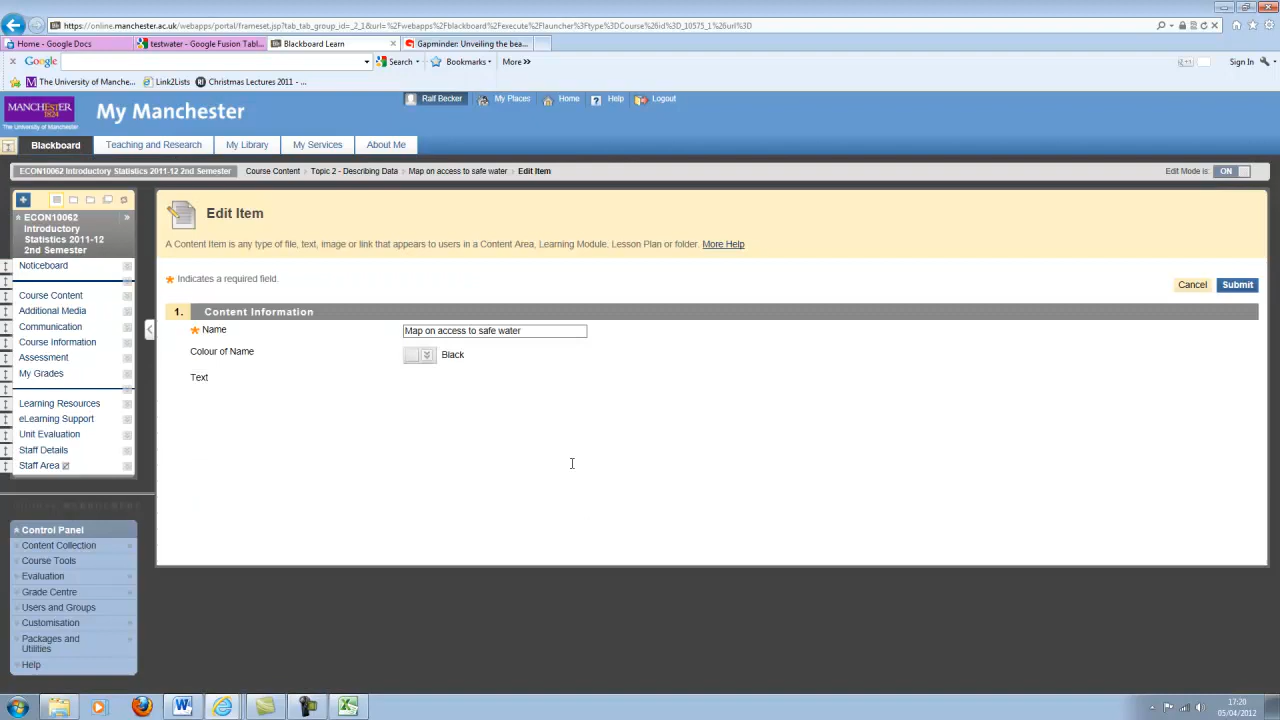 https://online.manchester.ac.uk/webapps/portal/frameset.jsp?tab_tab_group_id=_2_1&url=%2Fwebapps%2Fblackboard%2Fexecute%2Flauncher%3Ftype%3DCourse%26id%3D_10575_1%26url%3D
Home - Google Docs
testwater - Google Fusion Tabl...
Blackboard Learn
Gapminder: Unveiling the bea...
Google
Search
Bookmarks
More »
Sign In
The University of Manche...
Link2Lists
Christmas Lectures 2011 - ...
MANCHESTER
1824
The University of Manchester
My Manchester
Ralf Becker
My Places
Home
Help
Logout
Blackboard
Teaching and Research
My Library
My Services
About Me
ECON10062 Introductory Statistics 2011-12 2nd Semester
Course Content > Topic 2 - Describing Data > Map on access to safe water > Edit Item
Edit Mode is: ON
ECON10062
Introductory
Statistics 2011-12
2nd Semester
Noticeboard
Course Content
Additional Media
Communication
Course Information
Assessment
My Grades
Learning Resources
eLearning Support
Unit Evaluation
Staff Details
Staff Area
Control Panel
Content Collection
Course Tools
Evaluation
Grade Centre
Users and Groups
Customisation
Packages and
Utilities
Help
Edit Item
A Content Item is any type of file, text, image or link that appears to users in a Content Area, Learning Module, Lesson Plan or folder. More Help
Indicates a required field.
Cancel
Submit
1. Content Information
Name
Map on access to safe water
Colour of Name
Black
Text
17:20
05/04/2012